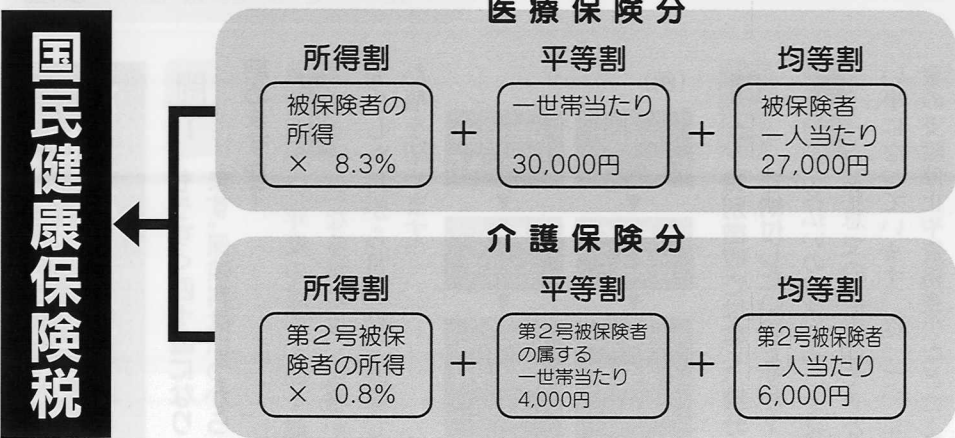 国民健康保険税
医療保険分
所得割
被保険者の
所得
× 8.3%
+
平等割
一世帯当たり
30,000円
+
均等割
被保険者
一人当たり
27,000円
介護保険分
所得割
第2号被保
険者の所得
× 0.8%
+
平等割
第2号被保険者
の属する
一世帯当たり
4,000円
+
均等割
第2号被保険者
一人当たり
6,000円